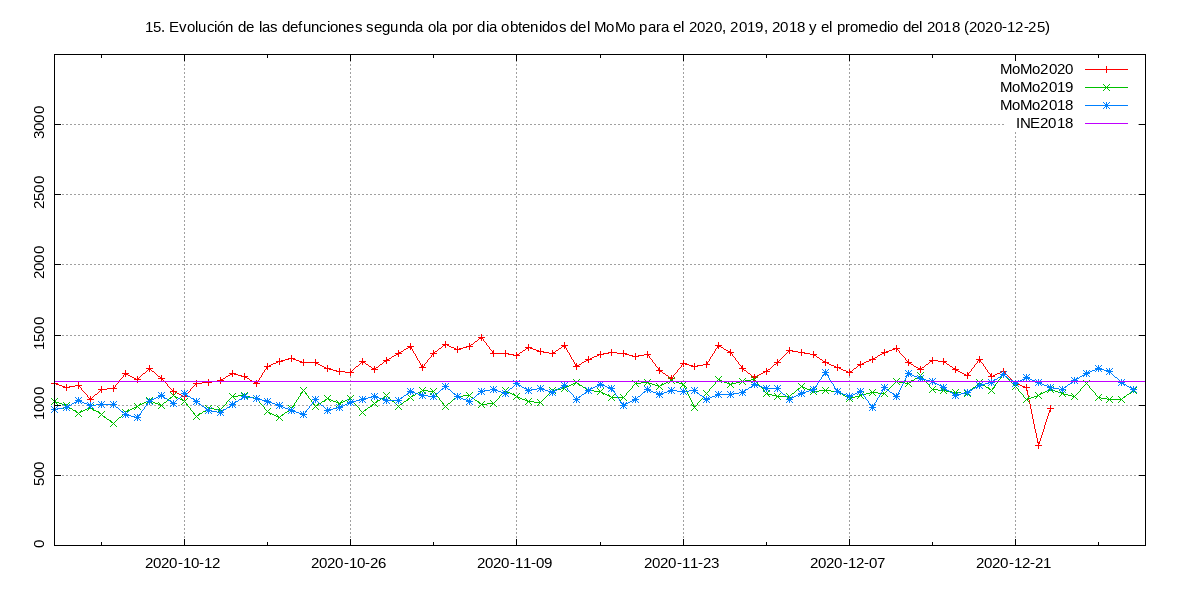 15. Evolución de las defunciones segunda ola por dia obtenidos del MoMo para el 2020, 2019, 2018 y el promedio del 2018 (2020-12-25)
MoMo2020
MoMo2019
MoMo2018
INE2018
3000
2500
2000
1500
1000
500
0
2020-10-12 2020-10-26 2020-11-09 2020-11-23 2020-12-07 2020-12-21